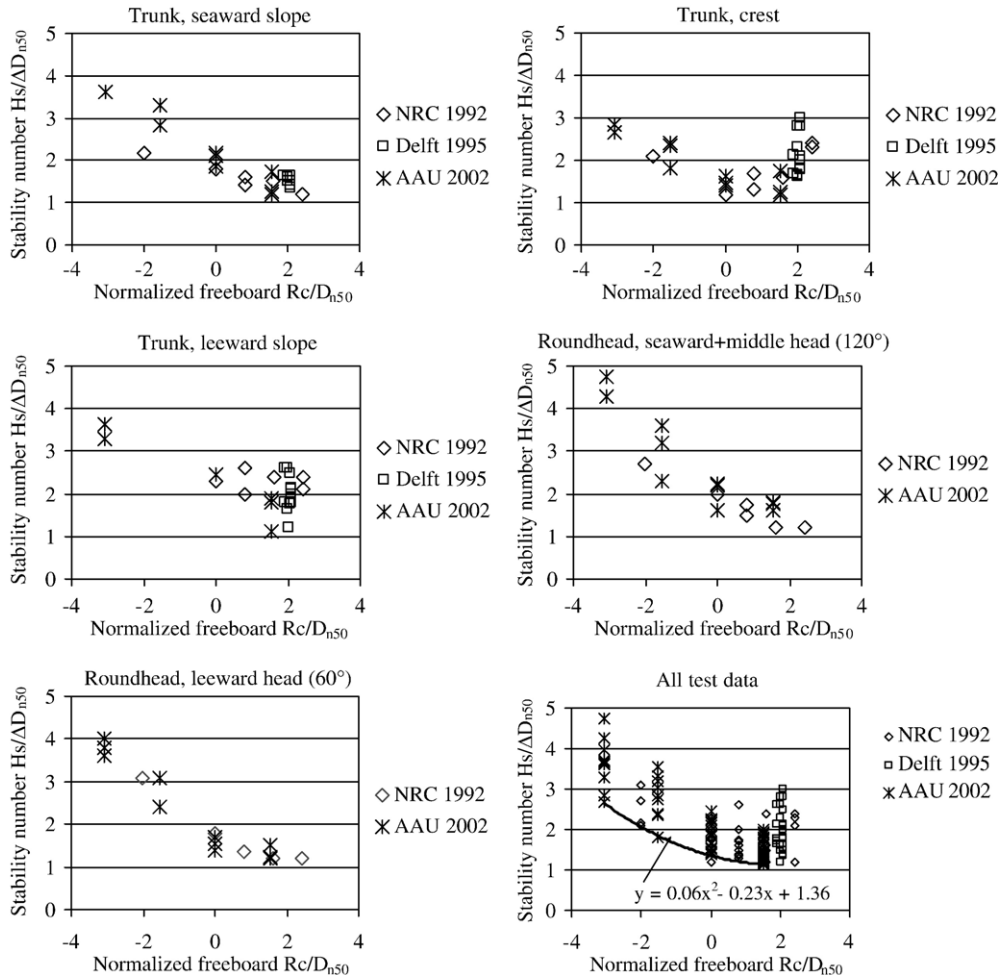 Trunk, seaward slope
Stability number Hs/ΔDn50
5
4
3
2
1
0
-4 -2 0 2 4
Normalized freeboard Rc/Dn50
NRC 1992
Delft 1995
AAU 2002
Trunk, crest
Stability number Hs/ΔDn50
5
4
3
2
1
0
-4 -2 0 2 4
Normalized freeboard Rc/Dn50
NRC 1992
Delft 1995
AAU 2002
Trunk, leeward slope
Stability number Hs/ΔDn50
5
4
3
2
1
0
-4 -2 0 2 4
Normalized freeboard Rc/Dn50
NRC 1992
Delft 1995
AAU 2002
Roundhead, seaward+middle head (120°)
Stability number Hs/ΔDn50
5
4
3
2
1
0
-4 -2 0 2 4
Normalized freeboard Rc/Dn50
NRC 1992
AAU 2002
Roundhead, leeward head (60°)
Stability number Hs/ΔDn50
5
4
3
2
1
0
-4 -2 0 2 4
Normalized freeboard Rc/Dn50
NRC 1992
AAU 2002
All test data
Stability number Hs/ΔDn50
5
4
3
2
1
0
y = 0.06x²- 0.23x + 1.36
-4 -2 0 2 4
Normalized freeboard Rc/Dn50
NRC 1992
Delft 1995
AAU 2002